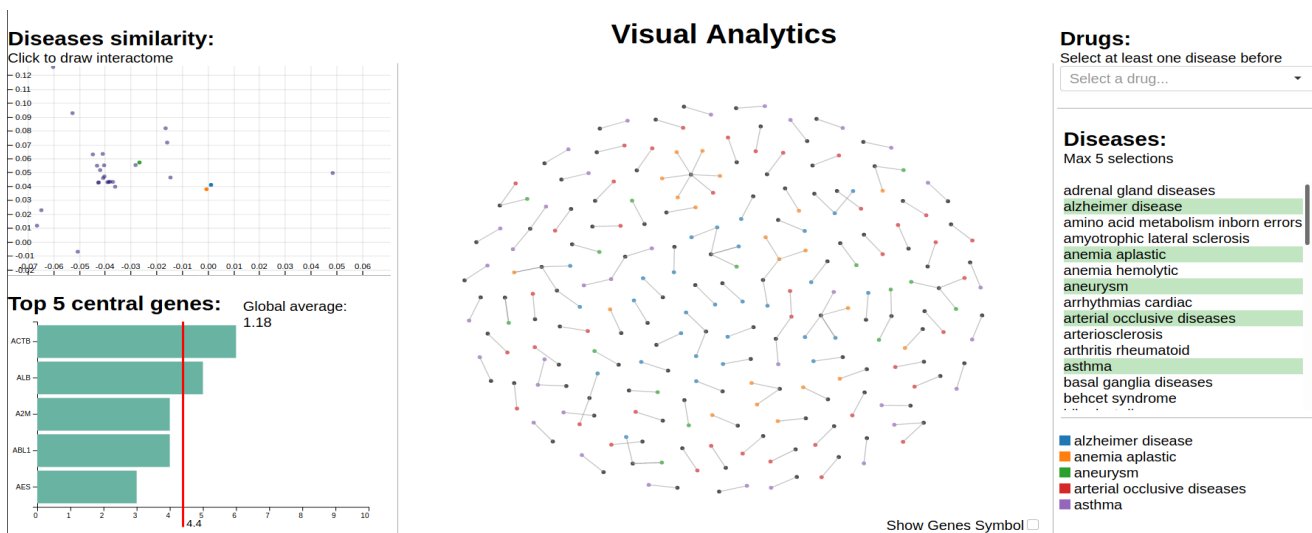 Diseases similarity:
Click to draw interactome
0.12
0.11
0.10
0.09
0.08
0.07
0.06
0.05
0.04
0.03
0.02
0.01
0.00
-0.01
-0.07 -0.06 -0.05 -0.04 -0.03 -0.02 -0.01 0.00 0.01 0.02 0.03 0.04 0.05 0.06
Top 5 central genes:
Global average:
1.18
ACTB
ALB
A2M
ABL1
AES
0 1 2 3 4 5 6 7 8 9 10
4.4
Visual Analytics
Show Genes Symbol
Drugs:
Select at least one disease before
Select a drug...
Diseases:
Max 5 selections
adrenal gland diseases
alzheimer disease
amino acid metabolism inborn errors
amyotrophic lateral sclerosis
anemia aplastic
anemia hemolytic
aneurysm
arrhythmias cardiac
arterial occlusive diseases
arteriosclerosis
arthritis rheumatoid
asthma
basal ganglia diseases
behcet syndrome
alzheimer disease
anemia aplastic
aneurysm
arterial occlusive diseases
asthma